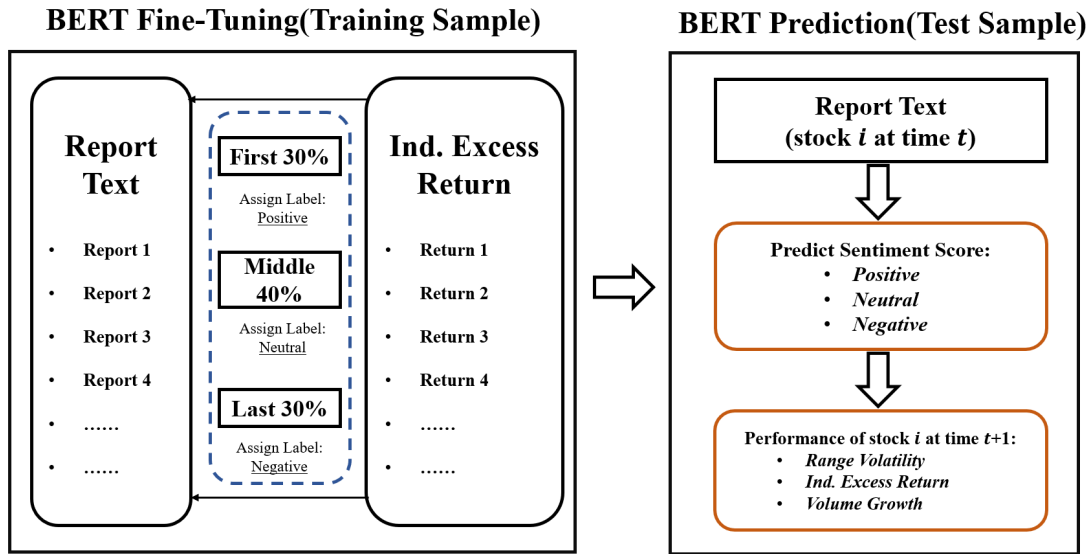 BERT Fine-Tuning(Training Sample)
Report
Text
• Report 1
• Report 2
• Report 3
• Report 4
• ……
• ……
First 30%
Assign Label:
Positive
Middle
40%
Assign Label:
Neutral
Last 30%
Assign Label:
Negative
Ind. Excess
Return
• Return 1
• Return 2
• Return 3
• Return 4
• ……
• ……
BERT Prediction(Test Sample)
Report Text
(stock i at time t)
Predict Sentiment Score:
• Positive
• Neutral
• Negative
Performance of stock i at time t+1:
• Range Volatility
• Ind. Excess Return
• Volume Growth